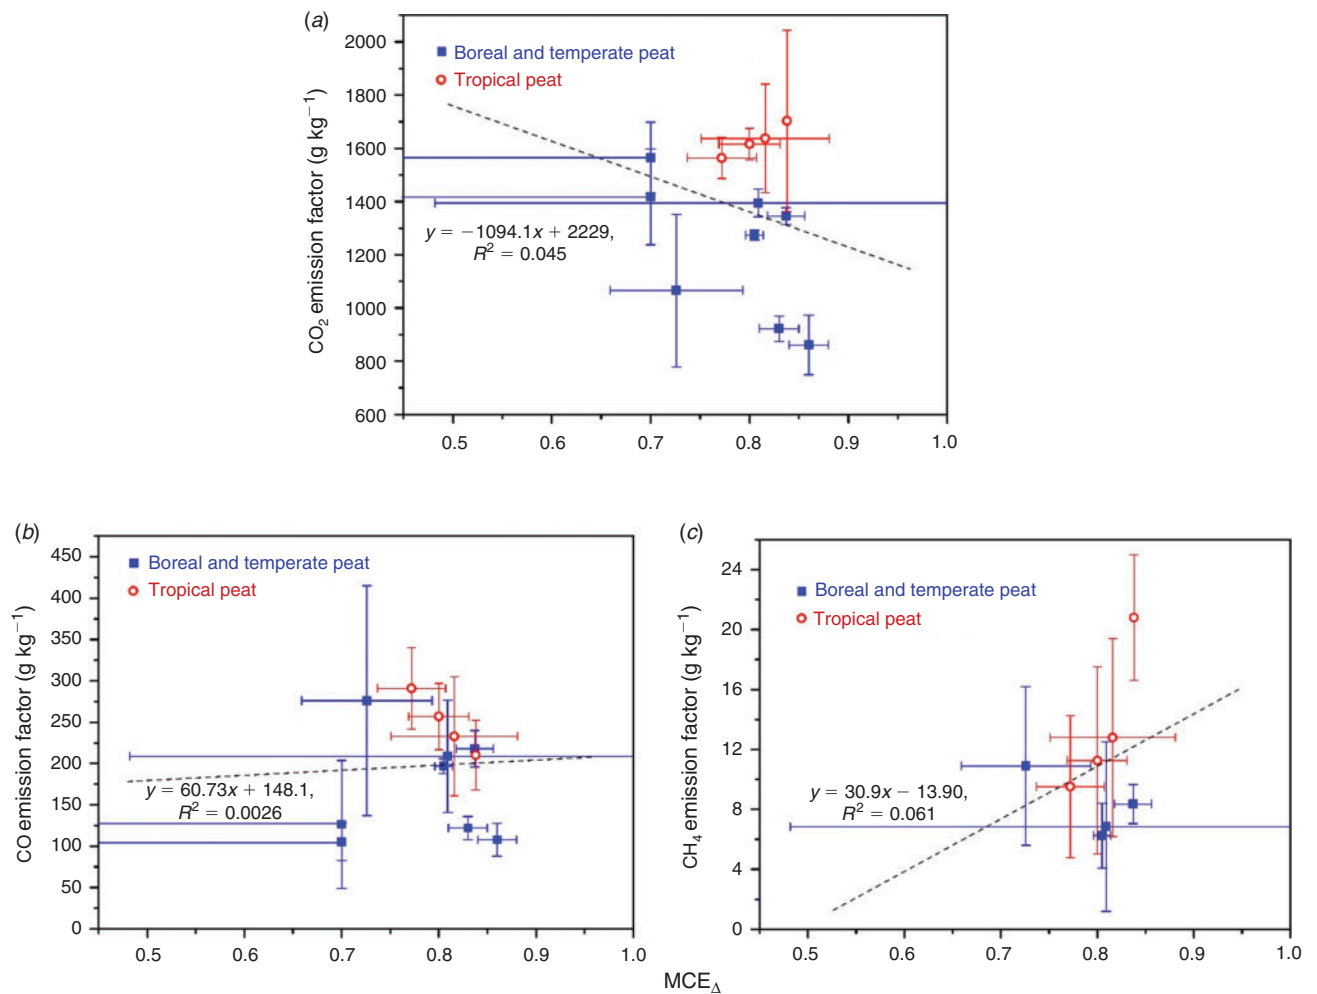 (a)
2000
1800
1600
1400
1200
1000
800
600
CO₂ emission factor (g kg⁻¹)
Boreal and temperate peat
Tropical peat
y = −1094.1x + 2229,
R² = 0.045
0.5 0.6 0.7 0.8 0.9 1.0
(b)
450
400
350
300
250
200
150
100
50
0
CO emission factor (g kg⁻¹)
Boreal and temperate peat
Tropical peat
y = 60.73x + 148.1,
R² = 0.0026
0.5 0.6 0.7 0.8 0.9 1.0
(c)
24
20
16
12
8
4
0
CH₄ emission factor (g kg⁻¹)
Boreal and temperate peat
Tropical peat
y = 30.9x − 13.90,
R² = 0.061
0.5 0.6 0.7 0.8 0.9 1.0
MCE_Δ